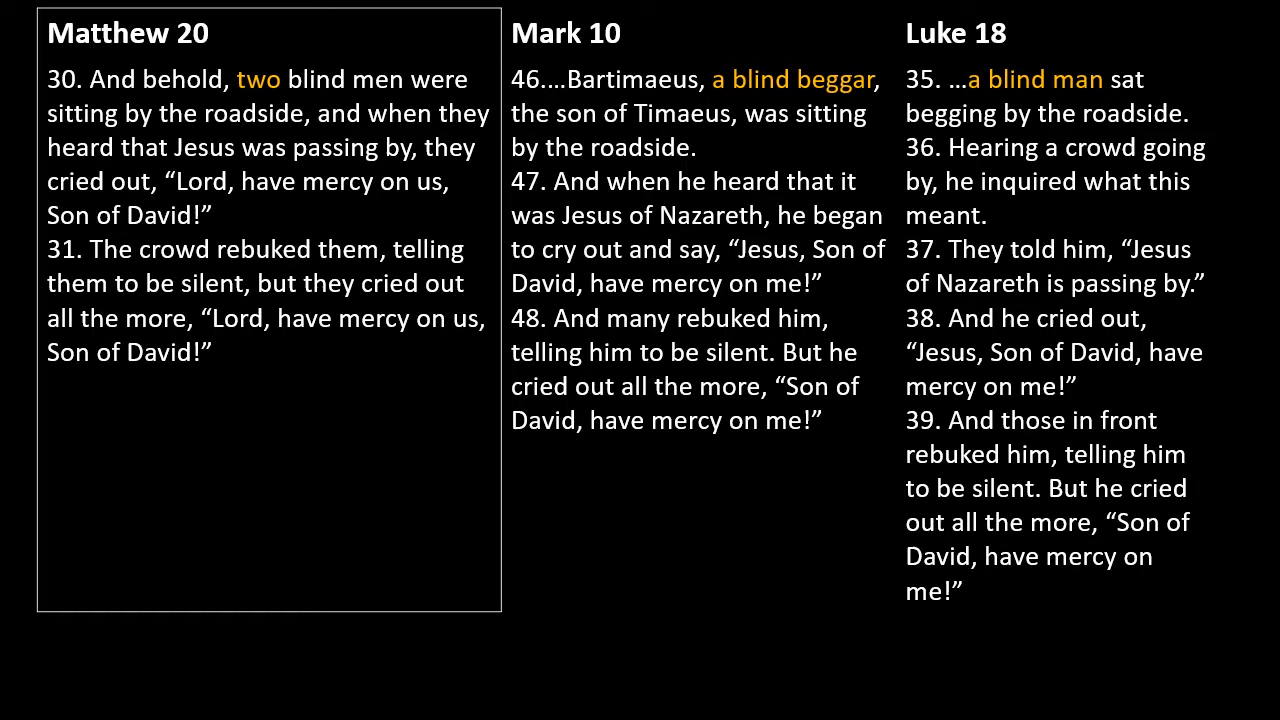 Matthew 20
30. And behold, two blind men were
sitting by the roadside, and when they
heard that Jesus was passing by, they
cried out, “Lord, have mercy on us,
Son of David!”
31. The crowd rebuked them, telling
them to be silent, but they cried out
all the more, “Lord, have mercy on us,
Son of David!”
Mark 10
46.…Bartimaeus, a blind beggar,
the son of Timaeus, was sitting
by the roadside.
47. And when he heard that it
was Jesus of Nazareth, he began
to cry out and say, “Jesus, Son of
David, have mercy on me!”
48. And many rebuked him,
telling him to be silent. But he
cried out all the more, “Son of
David, have mercy on me!”
Luke 18
35. …a blind man sat
begging by the roadside.
36. Hearing a crowd going
by, he inquired what this
meant.
37. They told him, “Jesus
of Nazareth is passing by.”
38. And he cried out,
“Jesus, Son of David, have
mercy on me!”
39. And those in front
rebuked him, telling him
to be silent. But he cried
out all the more, “Son of
David, have mercy on
me!”